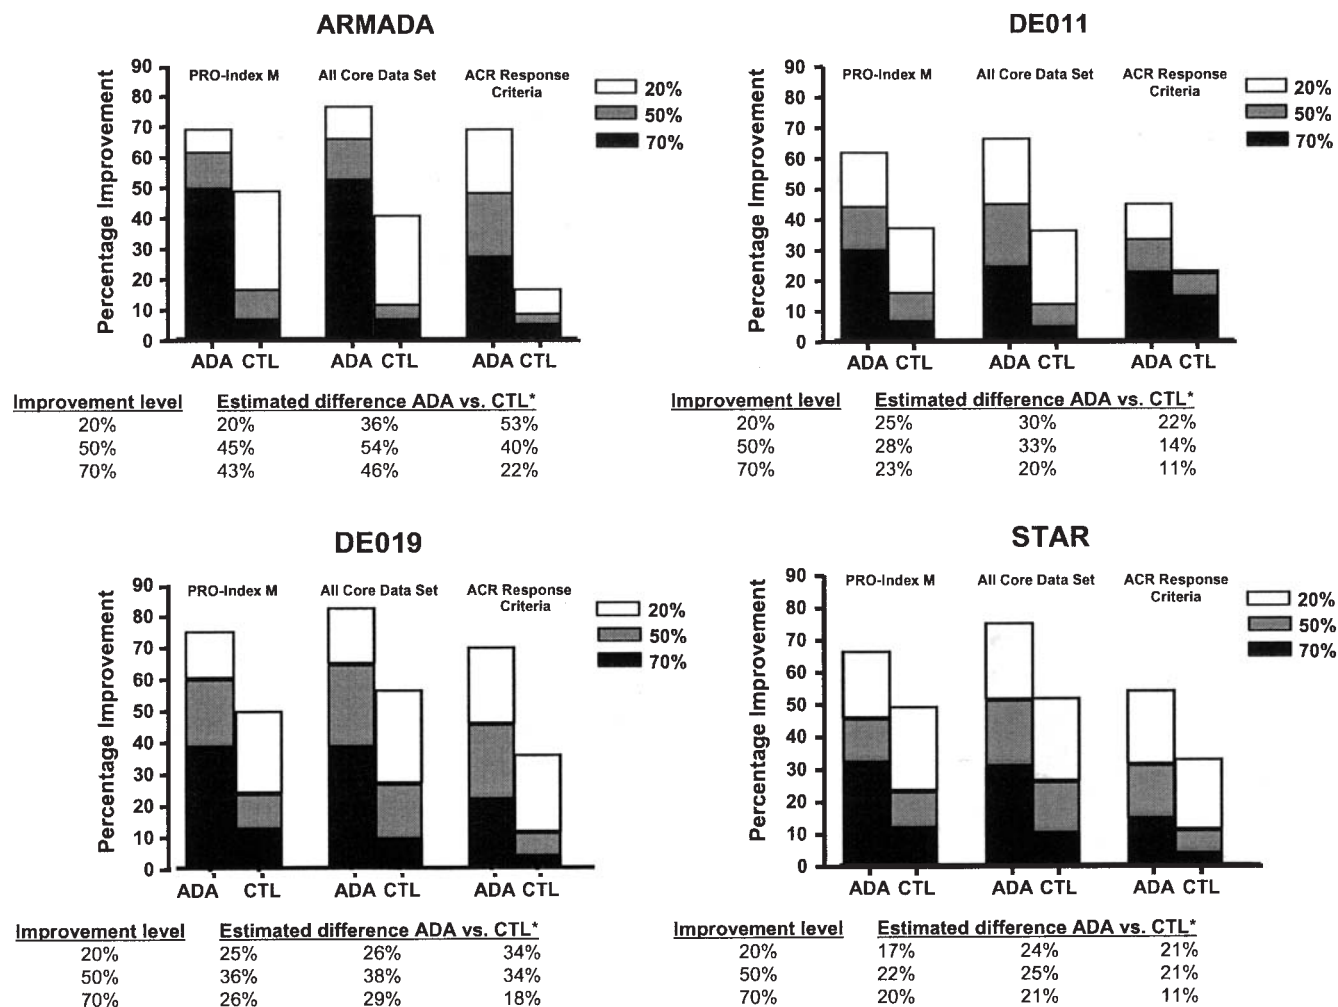 ARMADA
Percentage Improvement
90
80
70
60
50
40
30
20
10
0
PRO-Index M
All Core Data Set
ACR Response
Criteria
20%
50%
70%
ADA CTL
ADA CTL
ADA CTL
Improvement level Estimated difference ADA vs. CTL*
20% 20% 36% 53%
50% 45% 54% 40%
70% 43% 46% 22%
DE011
Percentage Improvement
90
80
70
60
50
40
30
20
10
0
PRO-Index M
All Core Data Set
ACR Response
Criteria
20%
50%
70%
ADA CTL
ADA CTL
ADA CTL
Improvement level Estimated difference ADA vs. CTL*
20% 25% 30% 22%
50% 28% 33% 14%
70% 23% 20% 11%
DE019
Percentage Improvement
90
80
70
60
50
40
30
20
10
0
PRO-Index M
All Core Data Set
ACR Response
Criteria
20%
50%
70%
ADA CTL
ADA CTL
ADA CTL
Improvement level Estimated difference ADA vs. CTL*
20% 25% 26% 34%
50% 36% 38% 34%
70% 26% 29% 18%
STAR
Percentage Improvement
90
80
70
60
50
40
30
20
10
0
PRO-Index M
All Core Data Set
ACR Response
Criteria
20%
50%
70%
ADA CTL
ADA CTL
ADA CTL
Improvement level Estimated difference ADA vs. CTL*
20% 17% 24% 21%
50% 22% 25% 21%
70% 20% 21% 11%